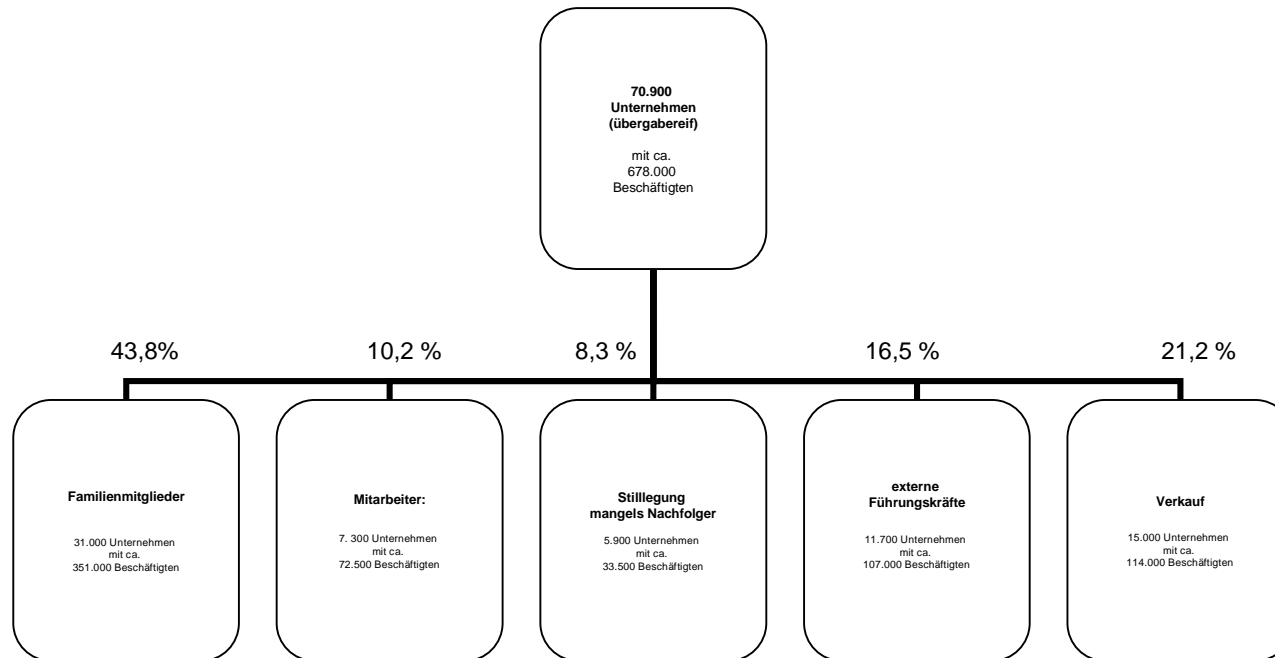 70.900
Unternehmen
(übergabereif)
mit ca.
678.000
Beschäftigten
43,8%
10,2 %
8,3 %
16,5 %
21,2 %
Familienmitglieder
31.000 Unternehmen
mit ca.
351.000 Beschäftigten
Mitarbeiter:
7. 300 Unternehmen
mit ca.
72.500 Beschäftigten
Stilllegung
mangels Nachfolger
5.900 Unternehmen
mit ca.
33.500 Beschäftigten
externe
Führungskräfte
11.700 Unternehmen
mit ca.
107.000 Beschäftigten
Verkauf
15.000 Unternehmen
mit ca.
114.000 Beschäftigten